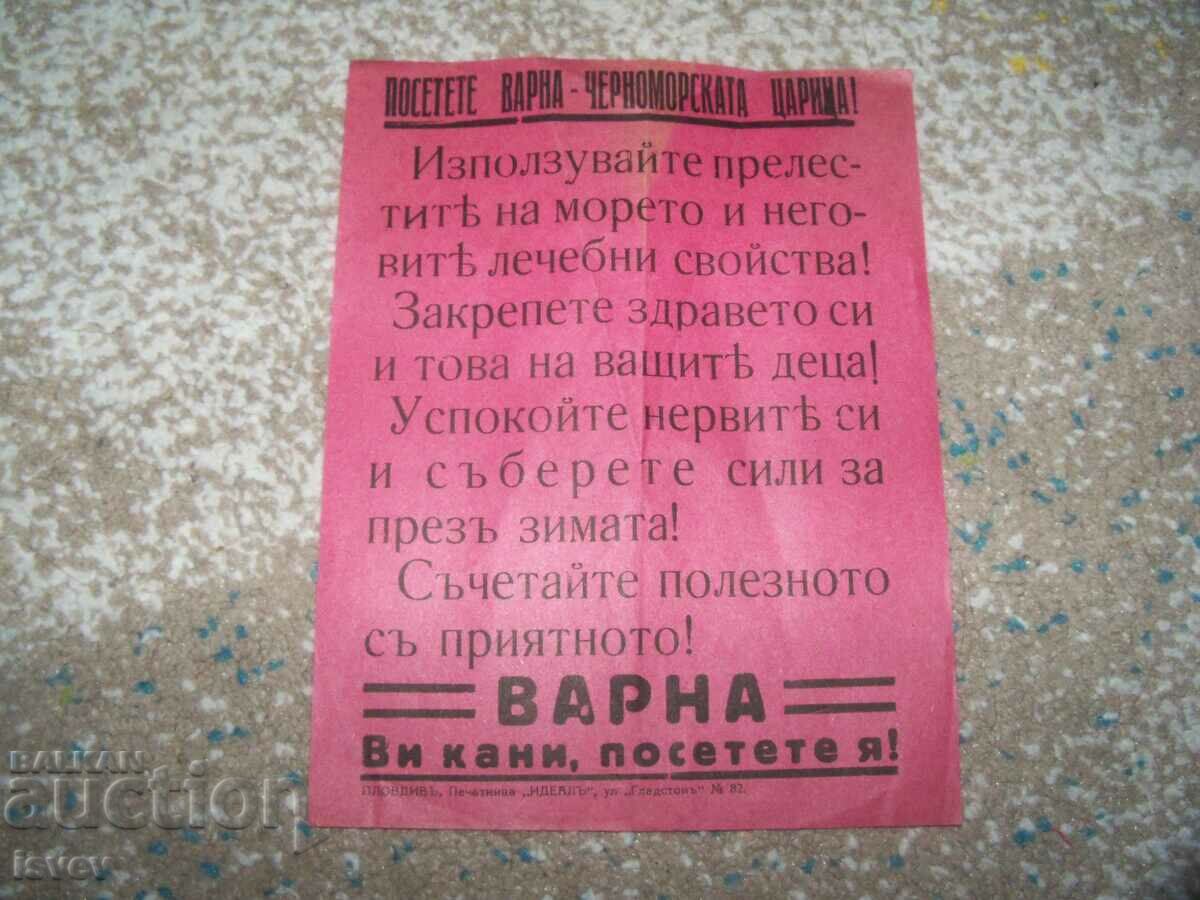 ПОСЕТЕТЕ ВАРНА - ЧЕРНОМОРСКАТА ЦАРИЦА!
Използувайте прелес-
титѣ на морето и него-
витѣ лечебни свойства!
Закрепете здравето си
и това на ващитѣ деца!
Успокойте нервитѣ си
и съберете сили за
презъ зимата!
Съчетайте полезното
съ приятното!
ВАРНА
Ви кани, посетете я!
ПЛОВДИВЪ, Печатница „ИДЕАЛЪ“, ул „Гладстонъ“ № 82.
BALKAN
auction
isvev